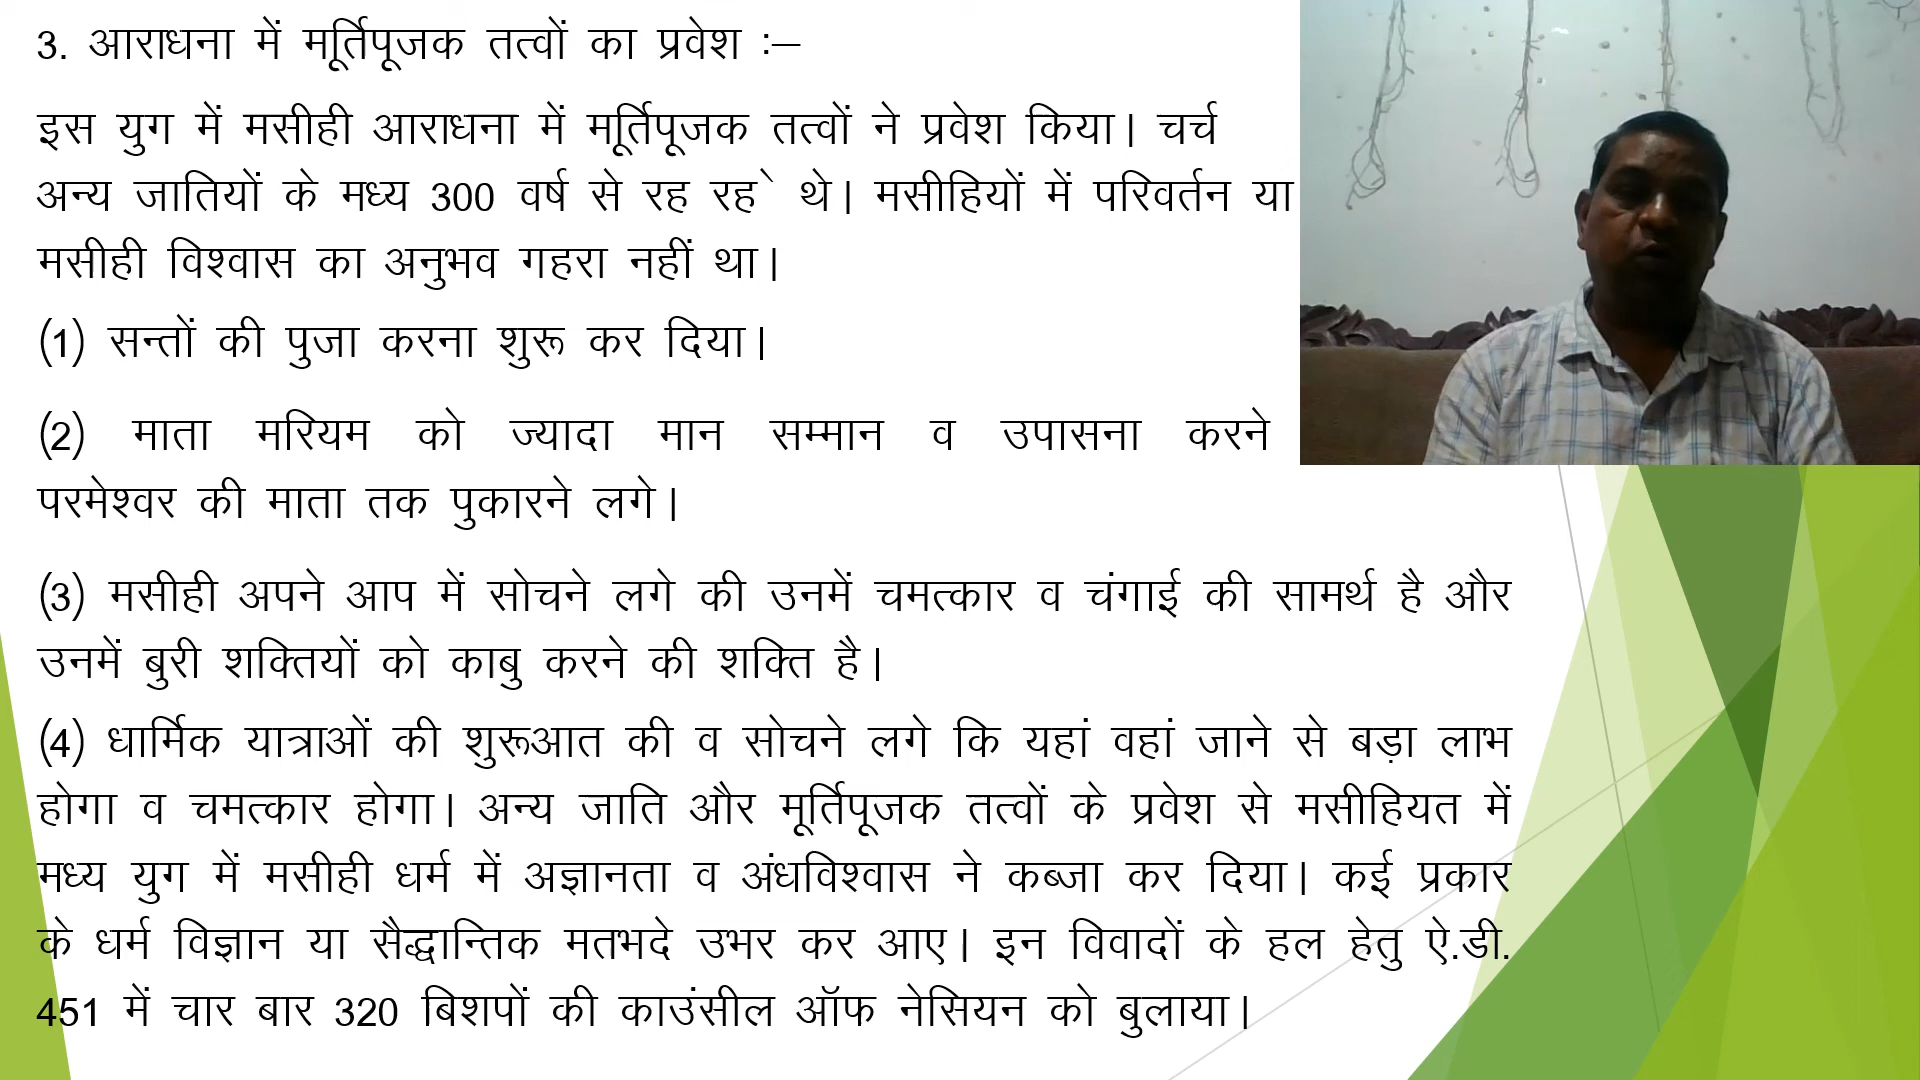 3. आराधना में मूर्तिपूजक तत्वों का प्रवेश :–
इस युग में मसीही आराधना में मूर्तिपूजक तत्वों ने प्रवेश किया। चर्च
अन्य जातियों के मध्य 300 वर्ष से रह रहे थे। मसीहियों में परिवर्तन या
मसीही विश्वास का अनुभव गहरा नहीं था।
(1) सन्तों की पुजा करना शुरू कर दिया।
(2) माता मरियम को ज्यादा मान सम्मान व उपासना करने
परमेश्वर की माता तक पुकारने लगे।
(3) मसीही अपने आप में सोचने लगे की उनमें चमत्कार व चंगाई की सामर्थ है और
उनमें बुरी शक्तियों को काबु करने की शक्ति है।
(4) धार्मिक यात्राओं की शुरूआत की व सोचने लगे कि यहां वहां जाने से बड़ा लाभ
होगा व चमत्कार होगा। अन्य जाति और मूर्तिपूजक तत्वों के प्रवेश से मसीहियत में
मध्य युग में मसीही धर्म में अज्ञानता व अंधविश्वास ने कब्जा कर दिया। कई प्रकार
के धर्म विज्ञान या सैद्धान्तिक मतभदे उभर कर आए। इन विवादों के हल हेतु ऐ.डी.
451 में चार बार 320 बिशपों की काउंसील ऑफ नेसियन को बुलाया।